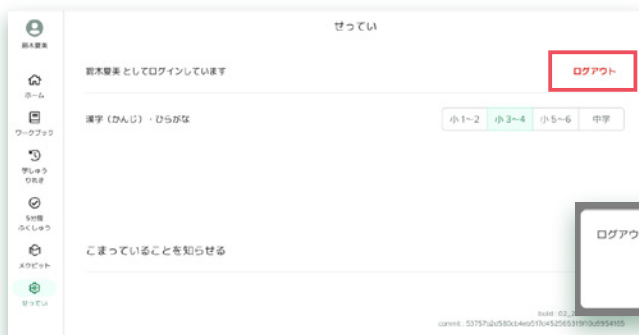 せってい
鈴木夏美
鈴木夏美 としてログインしています
ログアウト
ホーム
漢字（かんじ）・ひらがな
小 1〜2
小 3〜4
小 5〜6
中学
ワークブック
学しゅう
りれき
5分間
ふくしゅう
ログアウ
こまっていることを知らせる
メタビット
せってい
build : 02_2
commit :